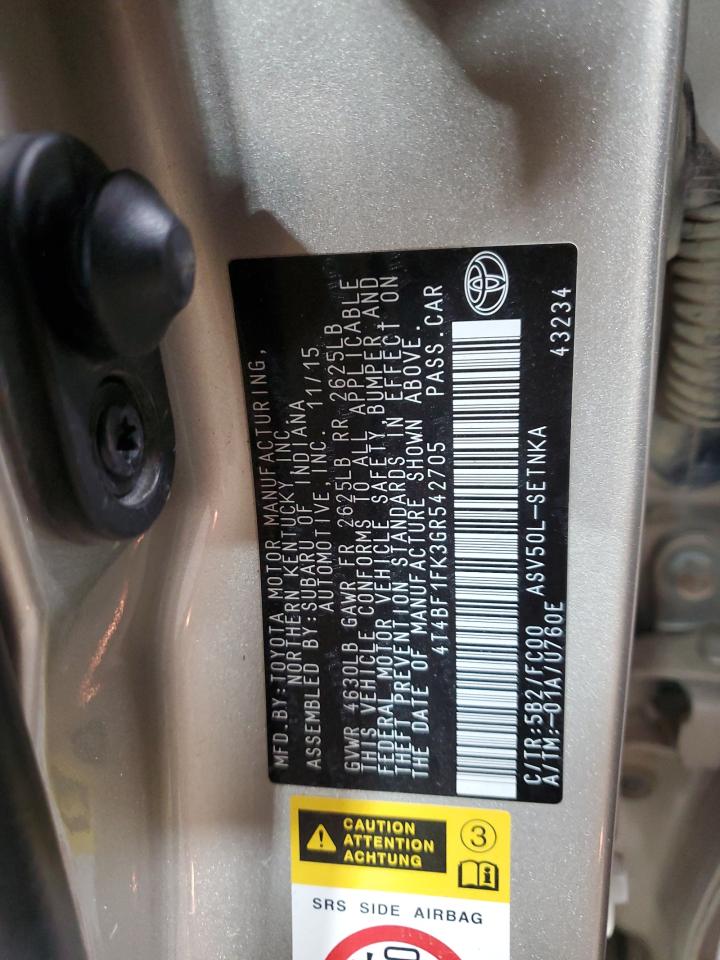 MFD.BY:TOYOTA MOTOR MANUFACTURING,
NORTHERN KENTUCKY INC.
ASSEMBLED BY:SUBARU OF INDIANA
AUTOMOTIVE, INC. 11/15
GVWR 4630LB GAWR FR 2625LB RR 2625LB
THIS VEHICLE CONFORMS TO ALL APPLICABLE
FEDERAL MOTOR VEHICLE SAFETY, BUMPER, AND
THEFT PREVENTION STANDARDS IN EFFECT ON
THE DATE OF MANUFACTURE SHOWN ABOVE.
4T4BF1FK3GR542705 PASS.CAR
C/TR:5B2/FC00 ASV50L-SETNKA
A/TM:-01A/U760E 43234
CAUTION
ATTENTION
ACHTUNG
3
SRS SIDE AIRBAG